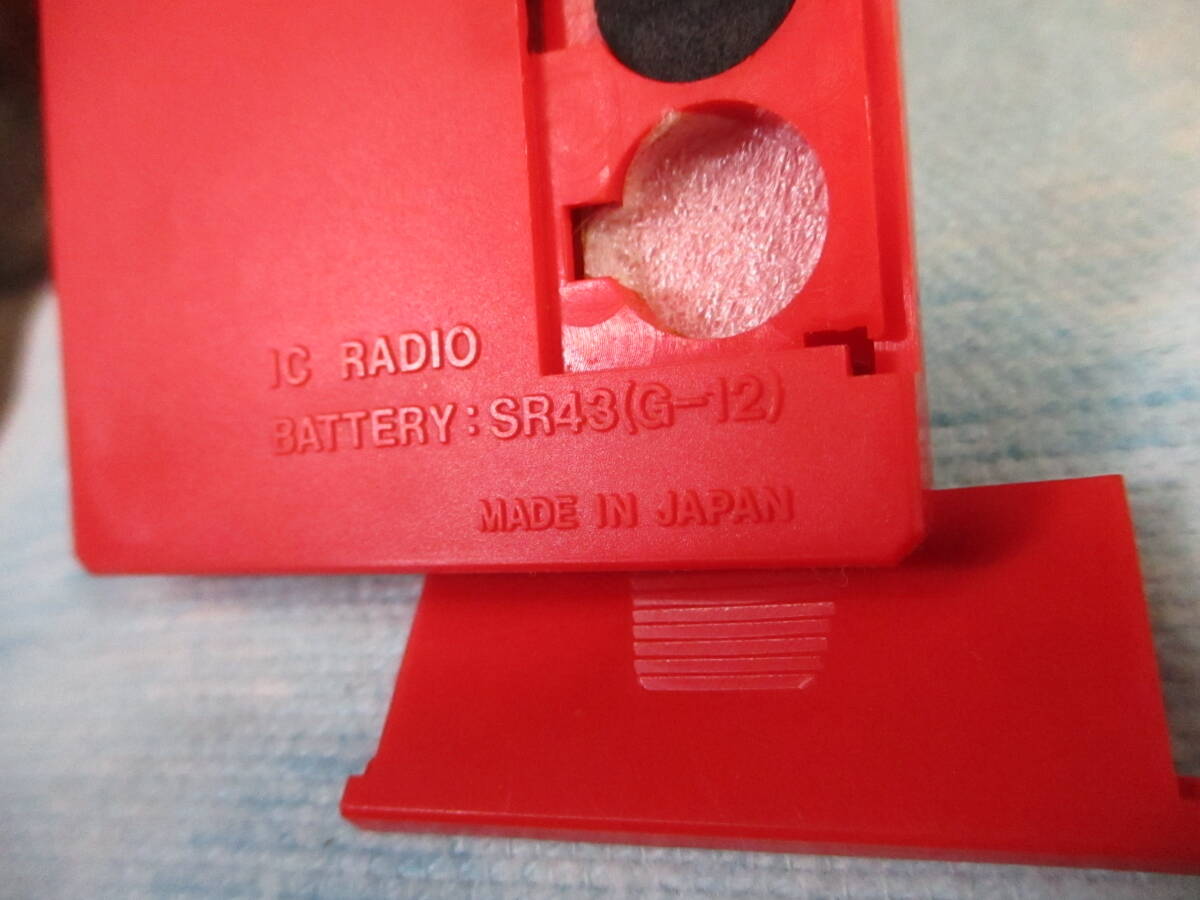 IC RADIO
BATTERY : SR43(G-12)
MADE IN JAPAN